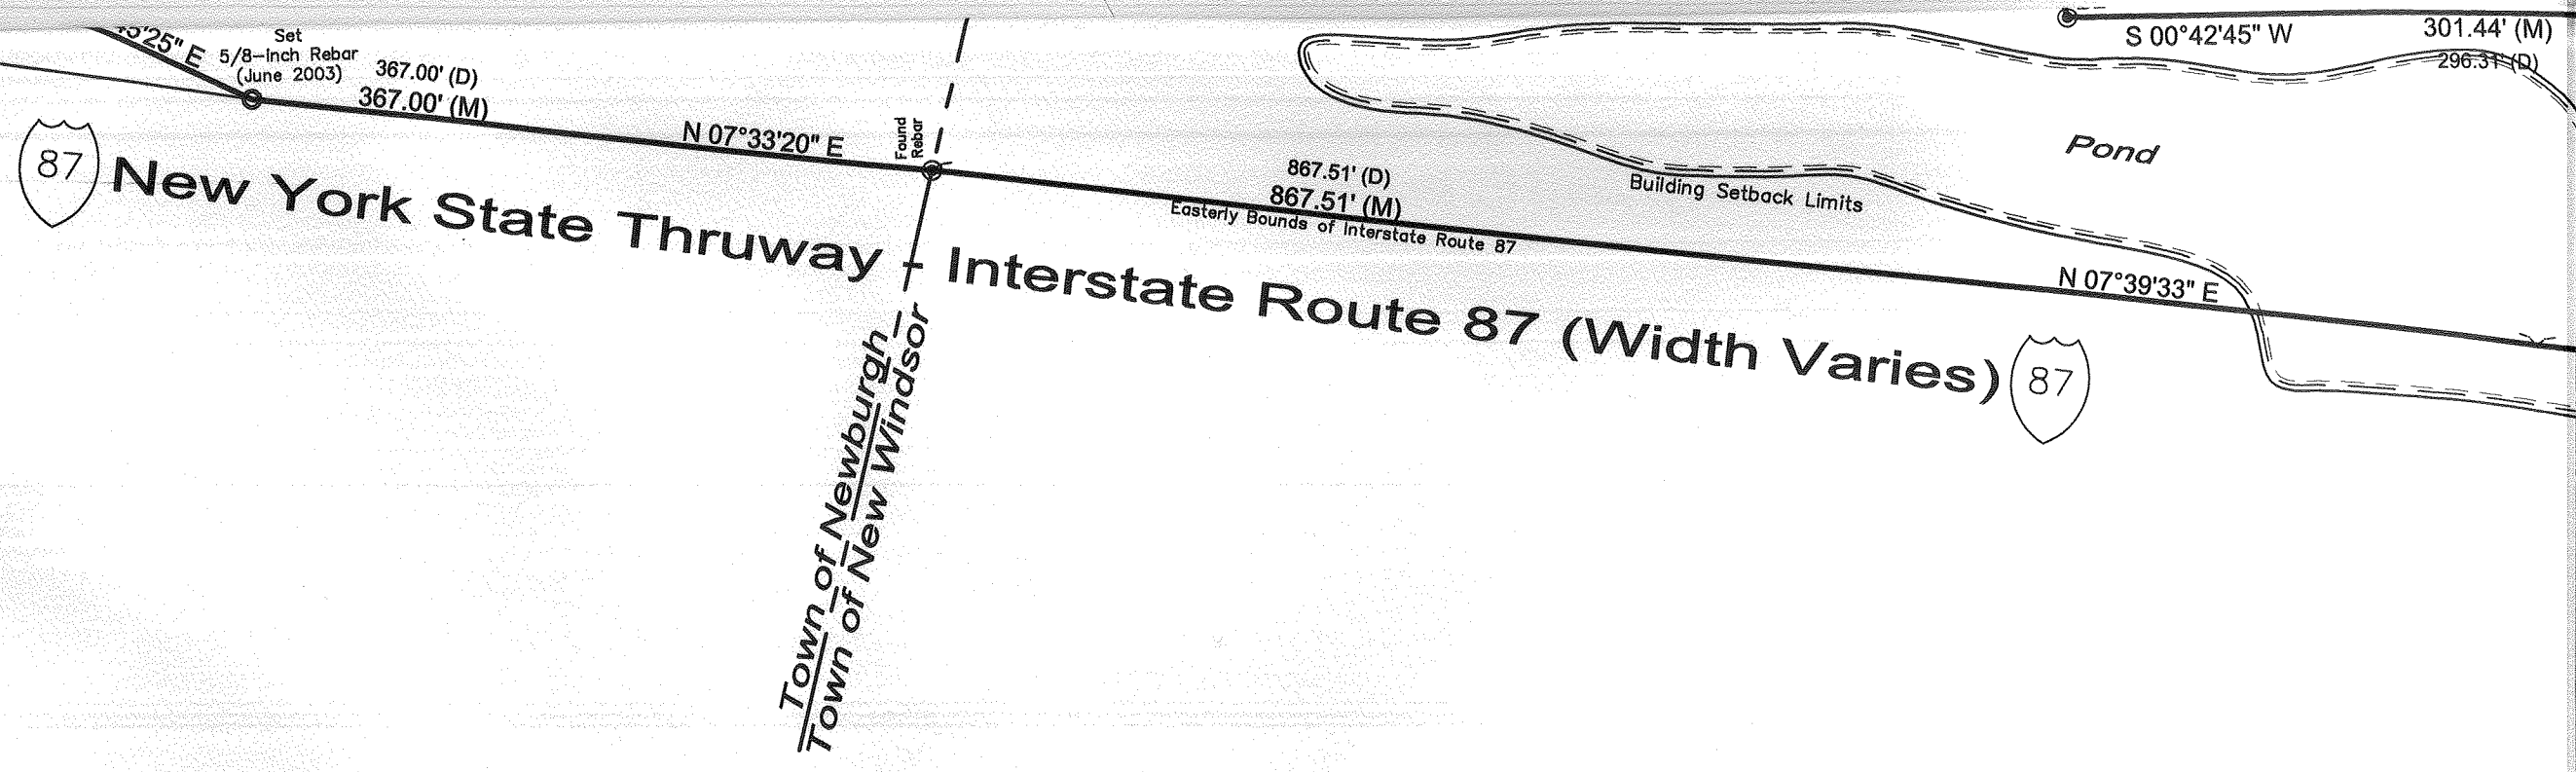 45'25" E
Set
5/8-Inch Rebar
(June 2003)
367.00' (D)
367.00' (M)
N 07°33'20" E
Found
Rebar
S 00°42'45" W
301.44' (M)
296.31' (D)
Pond
867.51' (D)
867.51' (M)
Easterly Bounds of Interstate Route 87
Building Setback Limits
N 07°39'33" E
87
New York State Thruway - Interstate Route 87 (Width Varies)
87
Town of Newburgh
Town of New Windsor